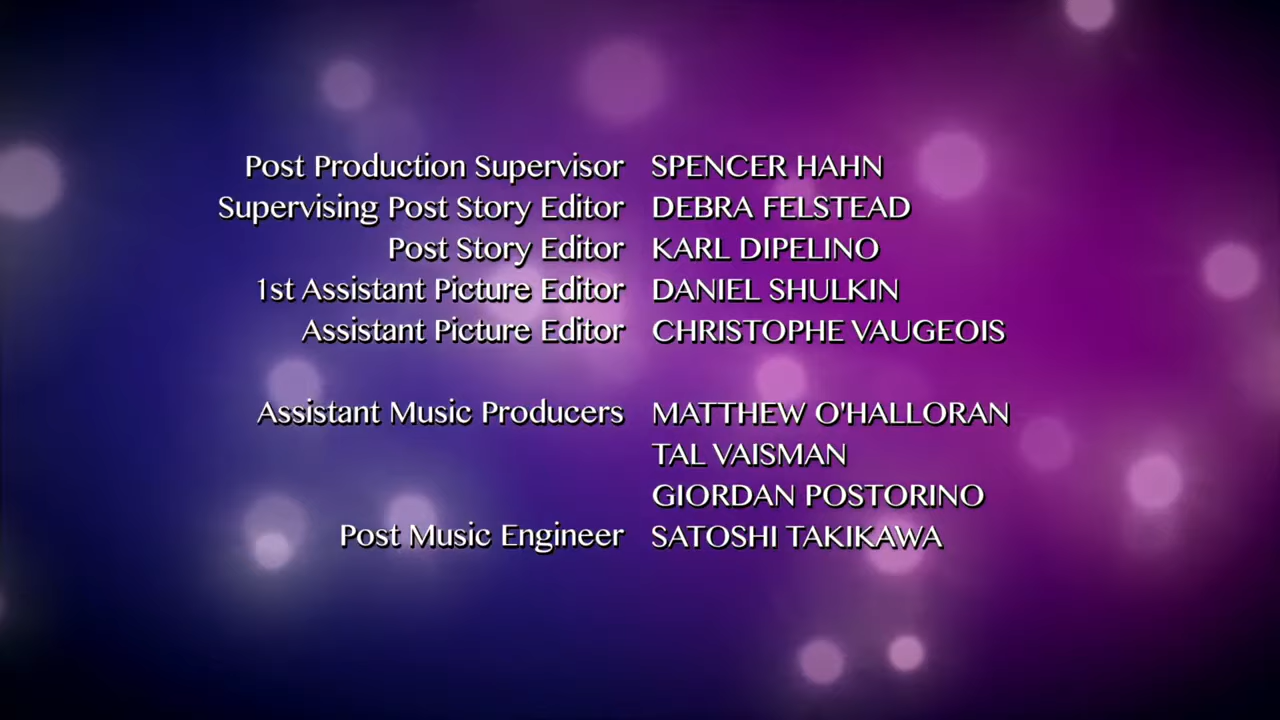 Post Production Supervisor SPENCER HAHN
Supervising Post Story Editor DEBRA FELSTEAD
Post Story Editor KARL DIPELINO
1st Assistant Picture Editor DANIEL SHULKIN
Assistant Picture Editor CHRISTOPHE VAUGEOIS
Assistant Music Producers MATTHEW O'HALLORAN
TAL VAISMAN
GIORDAN POSTORINO
Post Music Engineer SATOSHI TAKIKAWA